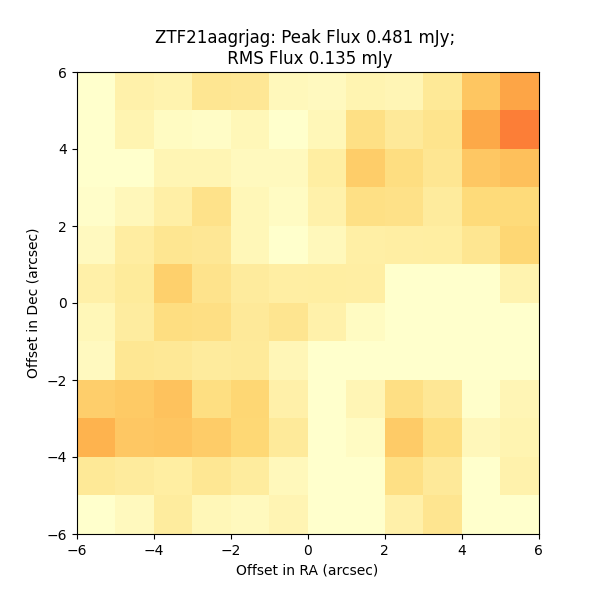 ZTF21aagrjag: Peak Flux 0.481 mJy;
RMS Flux 0.135 mJy
6
4
2
0
−2
−4
−6
Offset in Dec (arcsec)
−6 −4 −2 0 2 4 6
Offset in RA (arcsec)